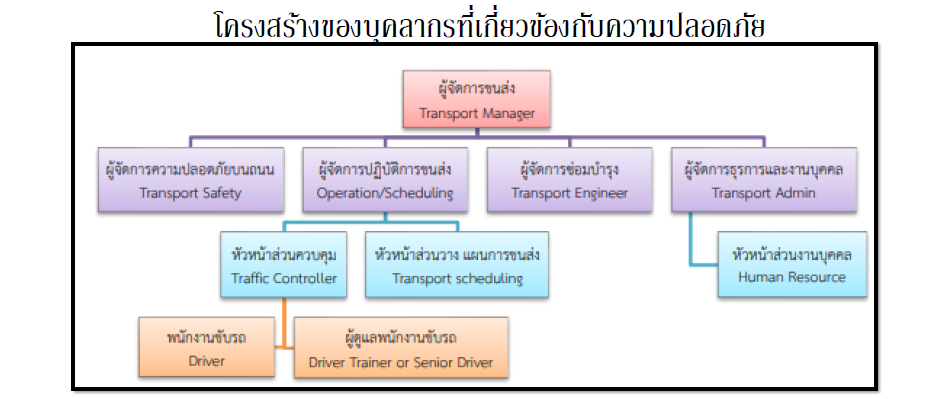 โครงสร้างของบุคลากรที่เกี่ยวข้องกับความปลอดภัย
ผู้จัดการขนส่ง
Transport Manager
ผู้จัดการความปลอดภัยบนถนน
Transport Safety
ผู้จัดการปฏิบัติการขนส่ง
Operation/Scheduling
ผู้จัดการซ่อมบำรุง
Transport Engineer
ผู้จัดการธุรการและงานบุคคล
Transport Admin
หัวหน้าส่วนควบคุม
Traffic Controller
หัวหน้าส่วนวาง แผนการขนส่ง
Transport scheduling
หัวหน้าส่วนงานบุคคล
Human Resource
พนักงานขับรถ
Driver
ผู้ดูแลพนักงานขับรถ
Driver Trainer or Senior Driver